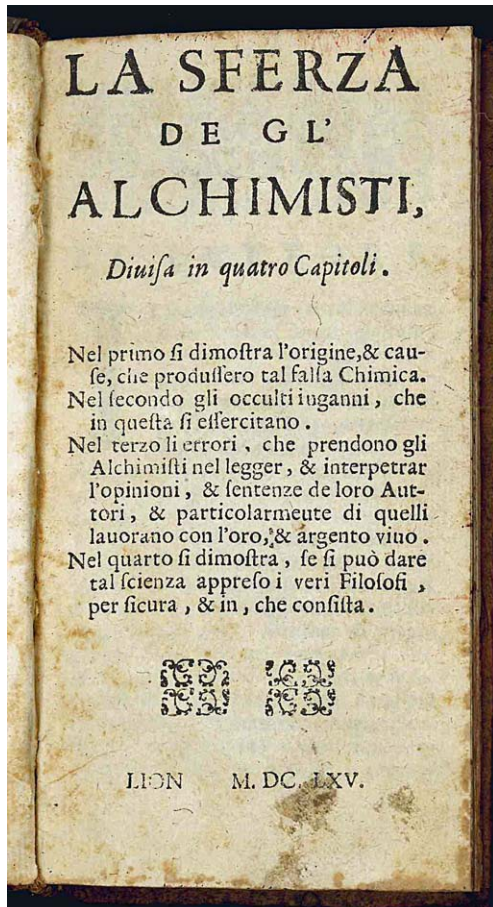 LA SFERZA
DE GL'
ALCHIMISTI,
Diuiſa in quatro Capitoli.
Nel primo ſi dimoſtra l'origine,& cau-
ſe, che produſſero tal falſa Chimica.
Nel ſecondo gli occulti inganni, che
in queſta ſi eſſercitano.
Nel terzo li errori, che prendono gli
Alchimiſti nel legger, & interpetrar
l'opinioni, & ſentenze de loro Aut-
tori, & particolarmeute di quelli
lauorano con l'oro, & argento viuo.
Nel quarto ſi dimoſtra, ſe ſi può dare
tal ſcienza appreſo i veri Filoſofi,
per ſicura, & in, che conſiſta.
LION M. DC. LXV.